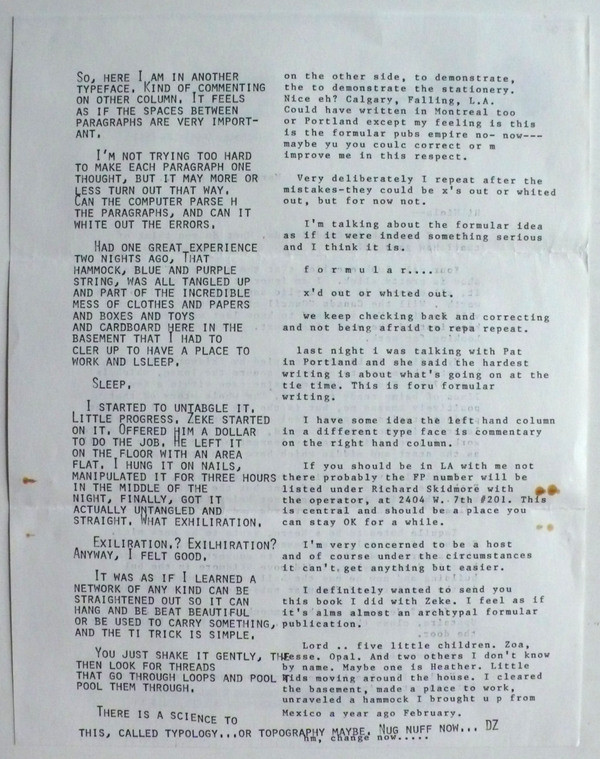 SO, HERE I AM IN ANOTHER
TYPEFACE. KIND OF COMMENTING
ON OTHER COLUMN. IT FEELS
AS IF THE SPACES BETWEEN
PARAGRAPHS ARE VERY IMPORT-
ANT.
I'M NOT TRYING TOO HARD
TO MAKE EACH PARAGRAPH ONE
THOUGHT, BUT IT MAY MORE OR
LESS TURN OUT THAT WAY.
CAN THE COMPUTER PARSE H
THE PARAGRAPHS, AND CAN IT
WHITE OUT THE ERRORS.
HAD ONE GREAT EXPERIENCE
TWO NIGHTS AGO, THAT
HAMMOCK, BLUE AND PURPLE
STRING, WAS ALL TANGLED UP
AND PART OF THE INCREDIBLE
MESS OF CLOTHES AND PAPERS
AND BOXES AND TOYS
AND CARDBOARD HERE IN THE
BASEMENT THAT I HAD TO
CLER UP TO HAVE A PLACE TO
WORK AND LSLEEP.
SLEEP.
I STARTED TO UNTABGLE IT.
LITTLE PROGRESS. ZEKE STARTED
ON IT. OFFERED HIM A DOLLAR
TO DO THE JOB. HE LEFT IT
ON THE FLOOR WITH AN AREA
FLAT. I HUNG IT ON NAILS,
MANIPULATED IT FOR THREE HOURS
IN THE MIDDLE OF THE
NIGHT, FINALLY, GOT IT
ACTUALLY UNTANGLED AND
STRAIGHT. WHAT EXHILIRATION.
EXILIRATION.? EXILHIRATION?
ANYWAY, I FELT GOOD.
IT WAS AS IF I LEARNED A
NETWORK OF ANY KIND CAN BE
STRAIGHTENED OUT SO IT CAN
HANG AND BE BEAT BEAUTIFUL
OR BE USED TO CARRY SOMETHING,
AND THE TI TRICK IS SIMPLE.
YOU JUST SHAKE IT GENTLY, THE
THEN LOOK FOR THREADS
THAT GO THROUGH LOOPS AND POOL
POOL THEM THROUGH.
THERE IS A SCIENCE TO
THIS, CALLED TYPOLOGY...OR TOPOGRAPHY MAYBE. NUG NUFF NOW... DZ
on the other side, to demonstrate,
the to demonstrate the stationery.
Nice eh? Calgary, Falling, L.A.
Could have written in Montreal too
or Portland except my feeling is this
is the formular pubs empire no- now---
maybe yu you coulc correct or m
improve me in this respect.
Very deliberately I repeat after the
mistakes-they could be x's out or whited
out, but for now not.
I'm talking about the formular idea
as if it were indeed something serious
and I think it is.
f o r m u l a r....
x'd out or whited out.
we keep checking back and correcting
and not being afraid to repa repeat.
last night i was talking with Pat
in Portland and she said the hardest
writing is about what's going on at the
tie time. This is foru formular
writing.
I have some idea the left hand column
in a different type face is commentary
on the right hand column.
If you should be in LA with me not
there probably the FP number will be
listed under Richard Skidmore with
the operator, at 2404 W. 7th #201. This
is central and should be a place you
can stay OK for a while.
I'm very concerned to be a host
and of course under the circumstances
it can't get anything but easier.
I definitely wanted to send you
this book I did with Zeke. I feel as if
it's alms almost an archtypal formular
publication.
Lord .. five little children. Zoa,
Jesse. Opal. And two others I don't know
by name. Maybe one is Heather. Little
kids moving around the house. I cleared
the basement, made a place to work,
unraveled a hammock I brought u p from
Mexico a year ago February.
hm, change now.....